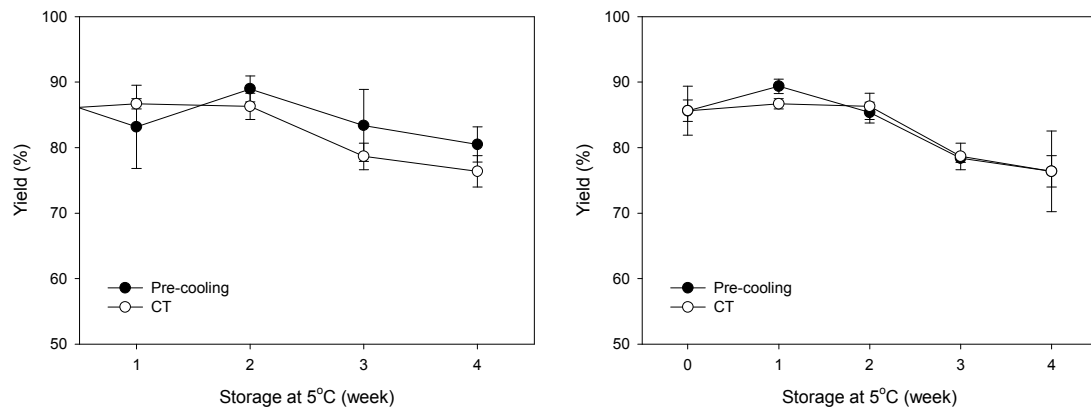 100
90
80
70
60
50
Yield (%)
Pre-cooling
CT
1 2 3 4
Storage at 5°C (week)
100
90
80
70
60
50
Yield (%)
Pre-cooling
CT
0 1 2 3 4
Storage at 5°C (week)